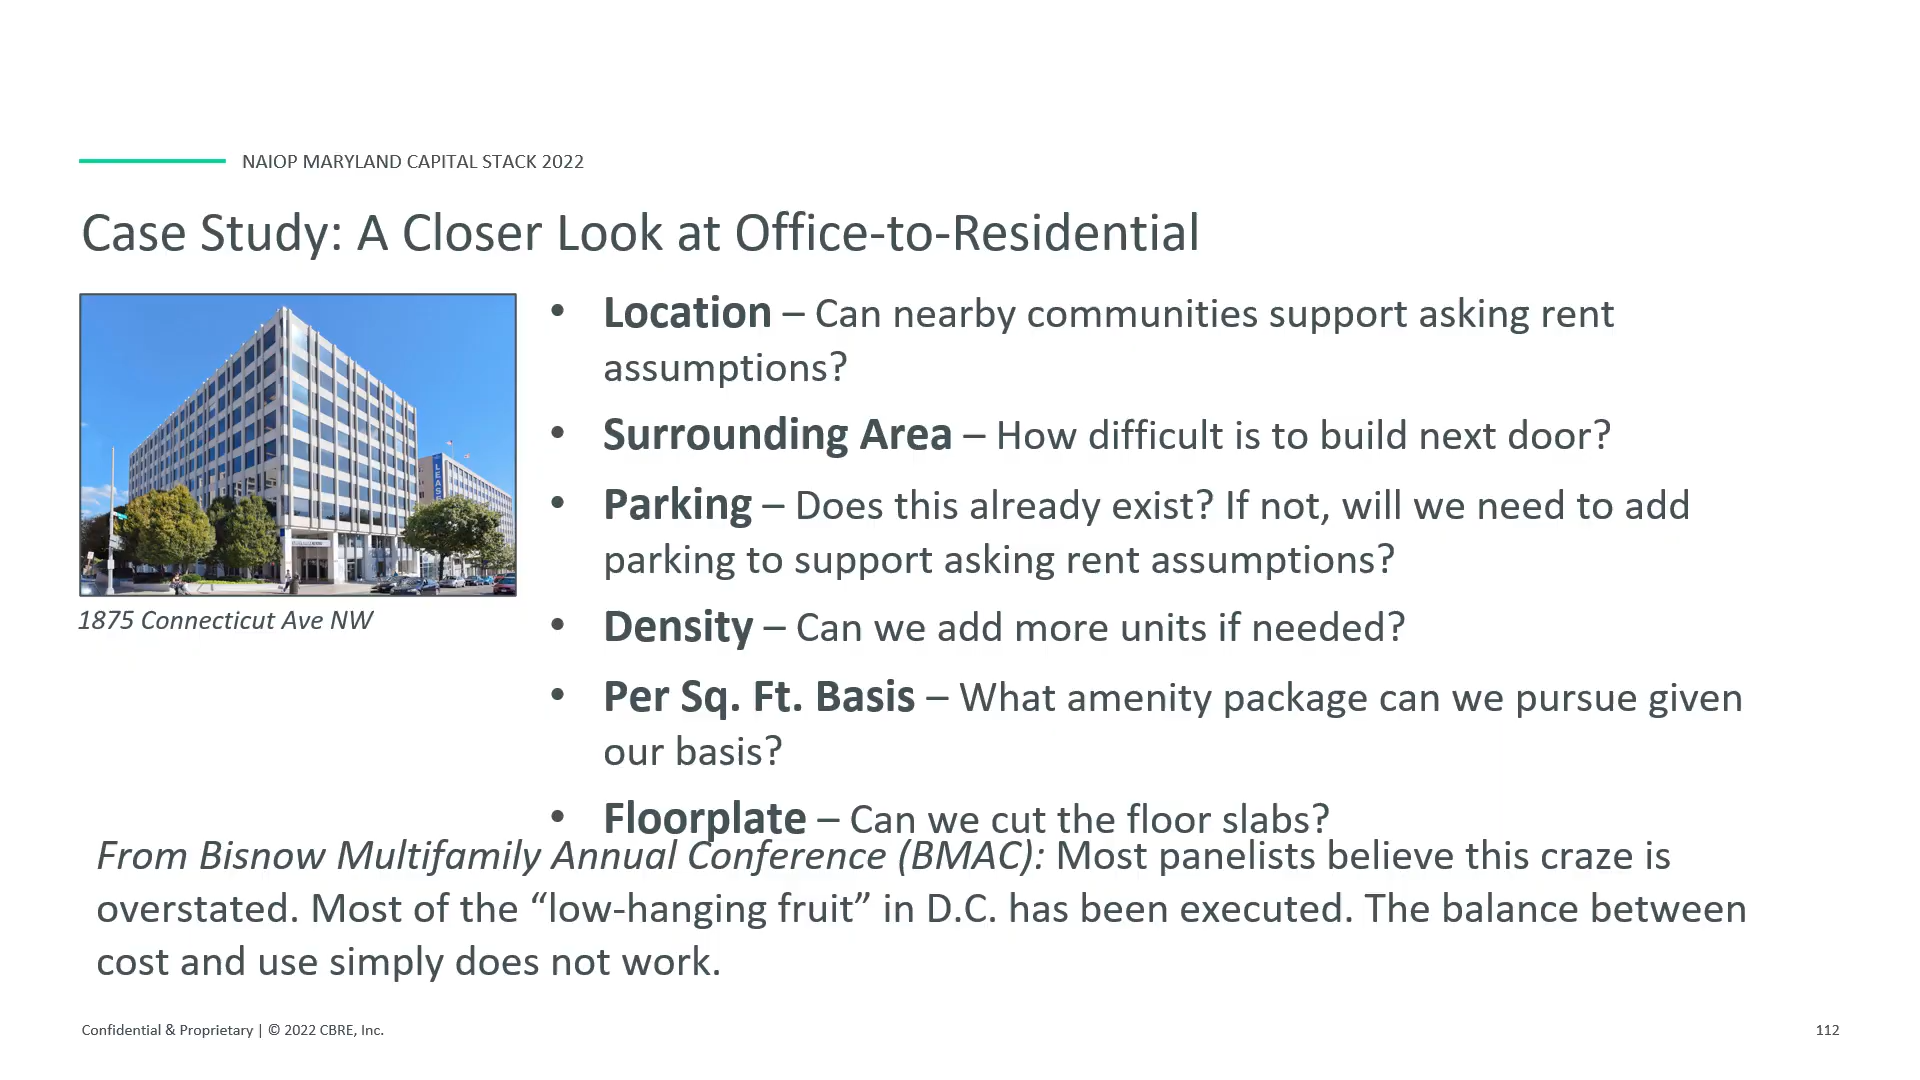 NAIOP MARYLAND CAPITAL STACK 2022
Case Study: A Closer Look at Office-to-Residential
• Location – Can nearby communities support asking rent
assumptions?
• Surrounding Area – How difficult is to build next door?
• Parking – Does this already exist? If not, will we need to add
parking to support asking rent assumptions?
• Density – Can we add more units if needed?
• Per Sq. Ft. Basis – What amenity package can we pursue given
our basis?
• Floorplate – Can we cut the floor slabs?
LEASE
1875 Connecticut Ave NW
From Bisnow Multifamily Annual Conference (BMAC): Most panelists believe this craze is
overstated. Most of the “low-hanging fruit” in D.C. has been executed. The balance between
cost and use simply does not work.
Confidential & Proprietary | © 2022 CBRE, Inc.
112